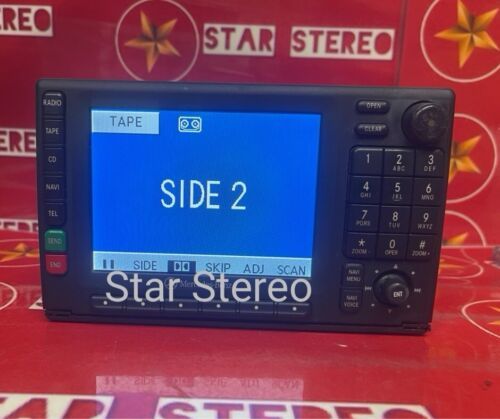 STAR STEREO
RADIO
TAPE
OPEN
TAPE
CLEAR
CD
1 2 ABC 3 DEF
SIDE 2
NAVI
4 GHI 5 JKL 6 MNO
TEL
7 PQRS 8 TUV 9 WXYZ
SEND
* ZOOM- 0 OPER # ZOOM+
END
SIDE SKIP ADJ SCAN
NAVI MENU
ENT
Star Stereo
NAVI VOICE
STAR STEREO